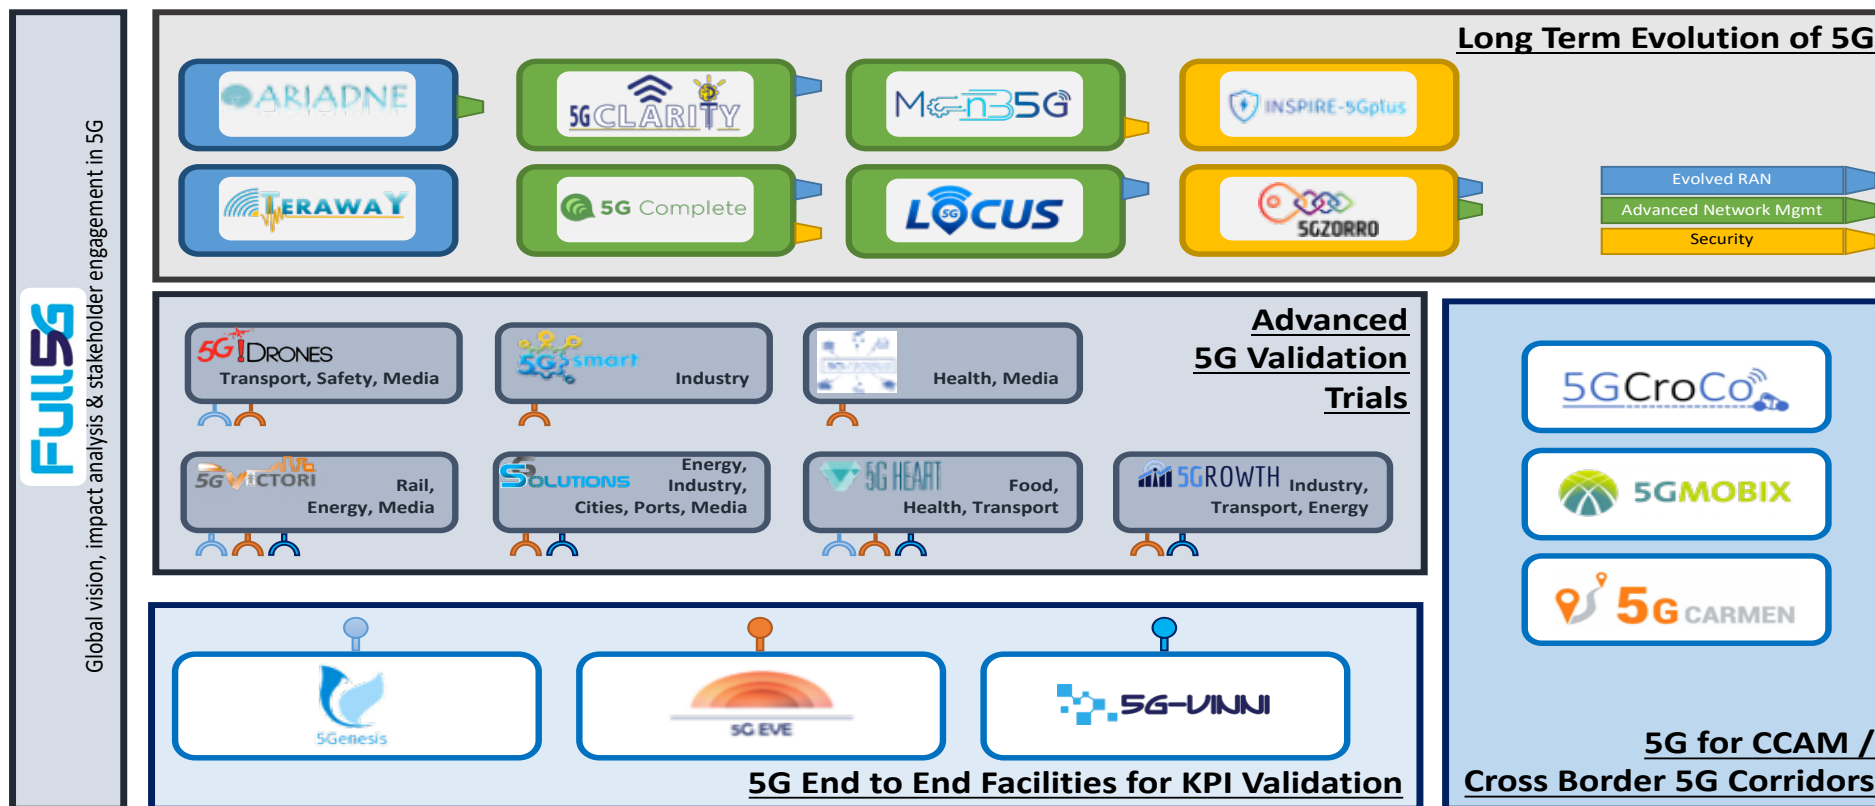 Full5G
Global vision, impact analysis & stakeholder engagement in 5G
Long Term Evolution of 5G
ARIADNE
5G CLARITY
MonB5G
INSPIRE-5Gplus
TERAWAY
5G Complete
5G
LOCUS
5GZORRO
Evolved RAN
Advanced Network Mgmt
Security
Advanced
5G Validation
Trials
5G!DRONES
Transport, Safety, Media
5G smart
Industry
Health, Media
5G VICTORI
Rail,
Energy, Media
5G SOLUTIONS
Energy,
Industry,
Cities, Ports, Media
5G HEART
Food,
Health, Transport
5GROWTH
Industry,
Transport, Energy
5GCroCo
5GMOBIX
5G CARMEN
5G for CCAM /
Cross Border 5G Corridors
5Genesis
5G EVE
5G-VINNI
5G End to End Facilities for KPI Validation